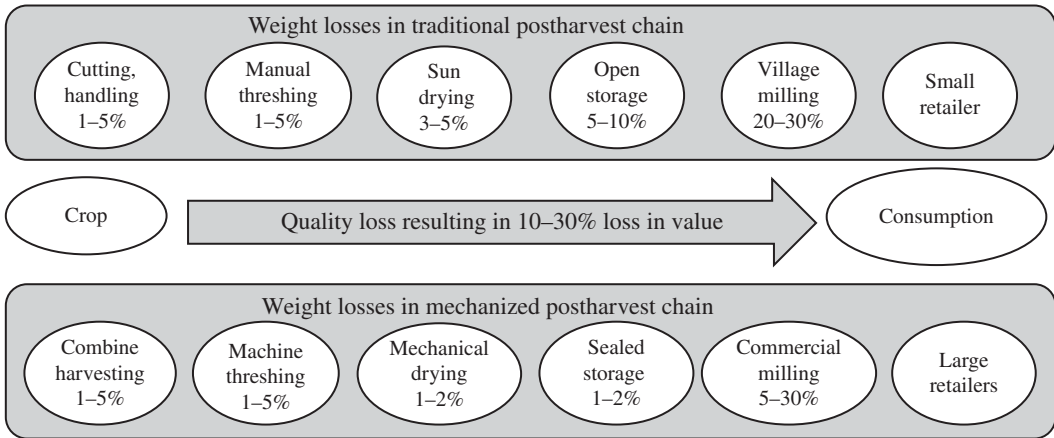 Weight losses in traditional postharvest chain
Cutting,
handling
1–5%
Manual
threshing
1–5%
Sun
drying
3–5%
Open
storage
5–10%
Village
milling
20–30%
Small
retailer
Crop
Quality loss resulting in 10–30% loss in value
Consumption
Weight losses in mechanized postharvest chain
Combine
harvesting
1–5%
Machine
threshing
1–5%
Mechanical
drying
1–2%
Sealed
storage
1–2%
Commercial
milling
5–30%
Large
retailers